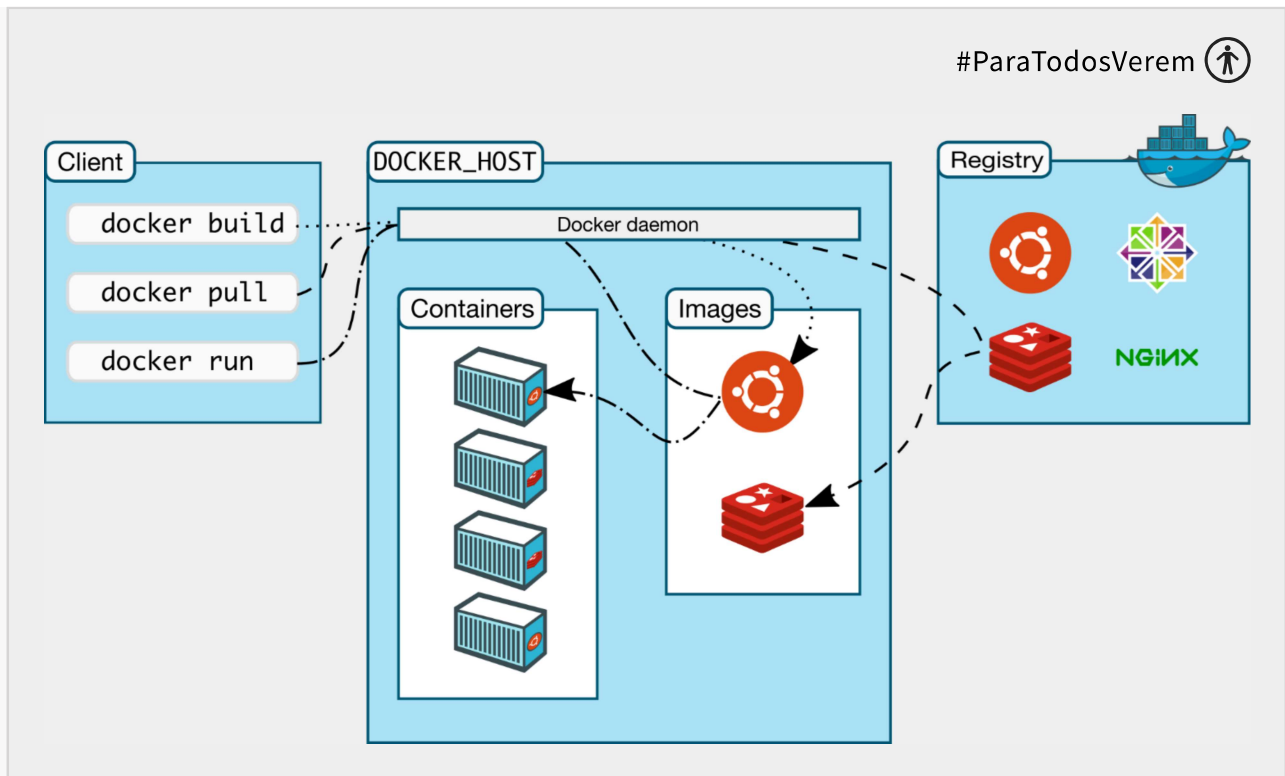 #ParaTodosVerem
Client
docker build
docker pull
docker run
DOCKER_HOST
Docker daemon
Containers
Images
Registry
NGINX